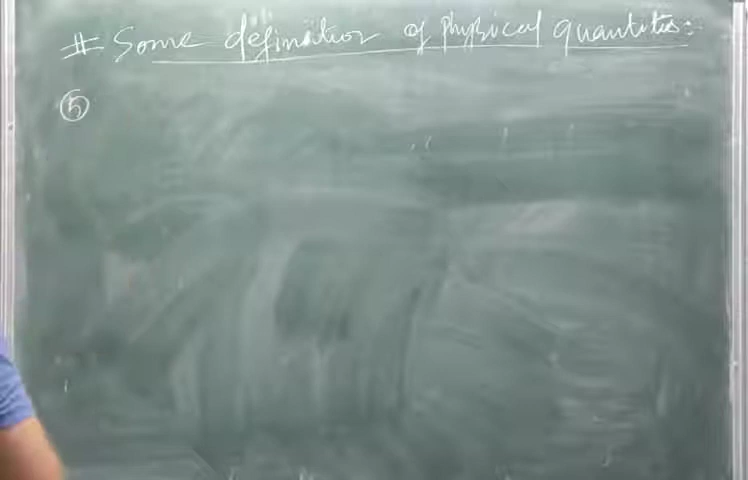 # Some defination of physical quantities:
⑤